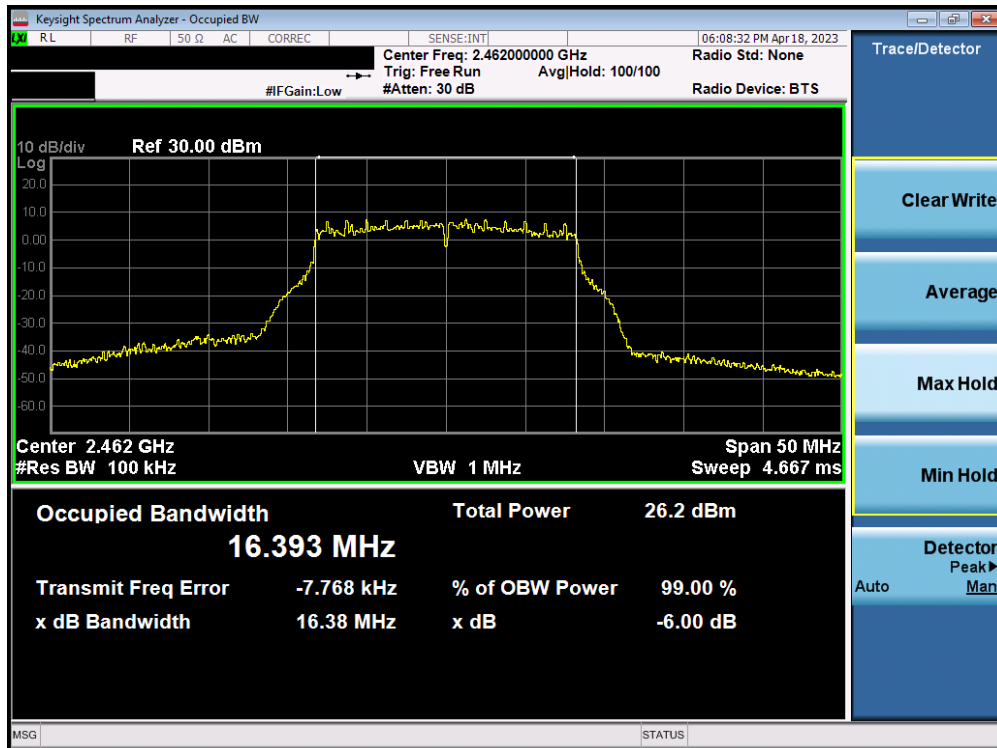 Keysight Spectrum Analyzer - Occupied BW
LXI RL RF 50 Ω AC CORREC SENSE:INT 06:08:32 PM Apr 18, 2023
Center Freq: 2.462000000 GHz Radio Std: None
Trig: Free Run Avg|Hold: 100/100
#IFGain:Low #Atten: 30 dB Radio Device: BTS
Trace/Detector
10 dB/div Ref 30.00 dBm
Log
20.0
10.0
0.00
-10.0
-20.0
-30.0
-40.0
-50.0
-60.0
Center 2.462 GHz Span 50 MHz
#Res BW 100 kHz VBW 1 MHz Sweep 4.667 ms
Occupied Bandwidth Total Power 26.2 dBm
16.393 MHz
Transmit Freq Error -7.768 kHz % of OBW Power 99.00 %
x dB Bandwidth 16.38 MHz x dB -6.00 dB
Clear Write
Average
Max Hold
Min Hold
Detector
Peak▶
Auto Man
MSG STATUS